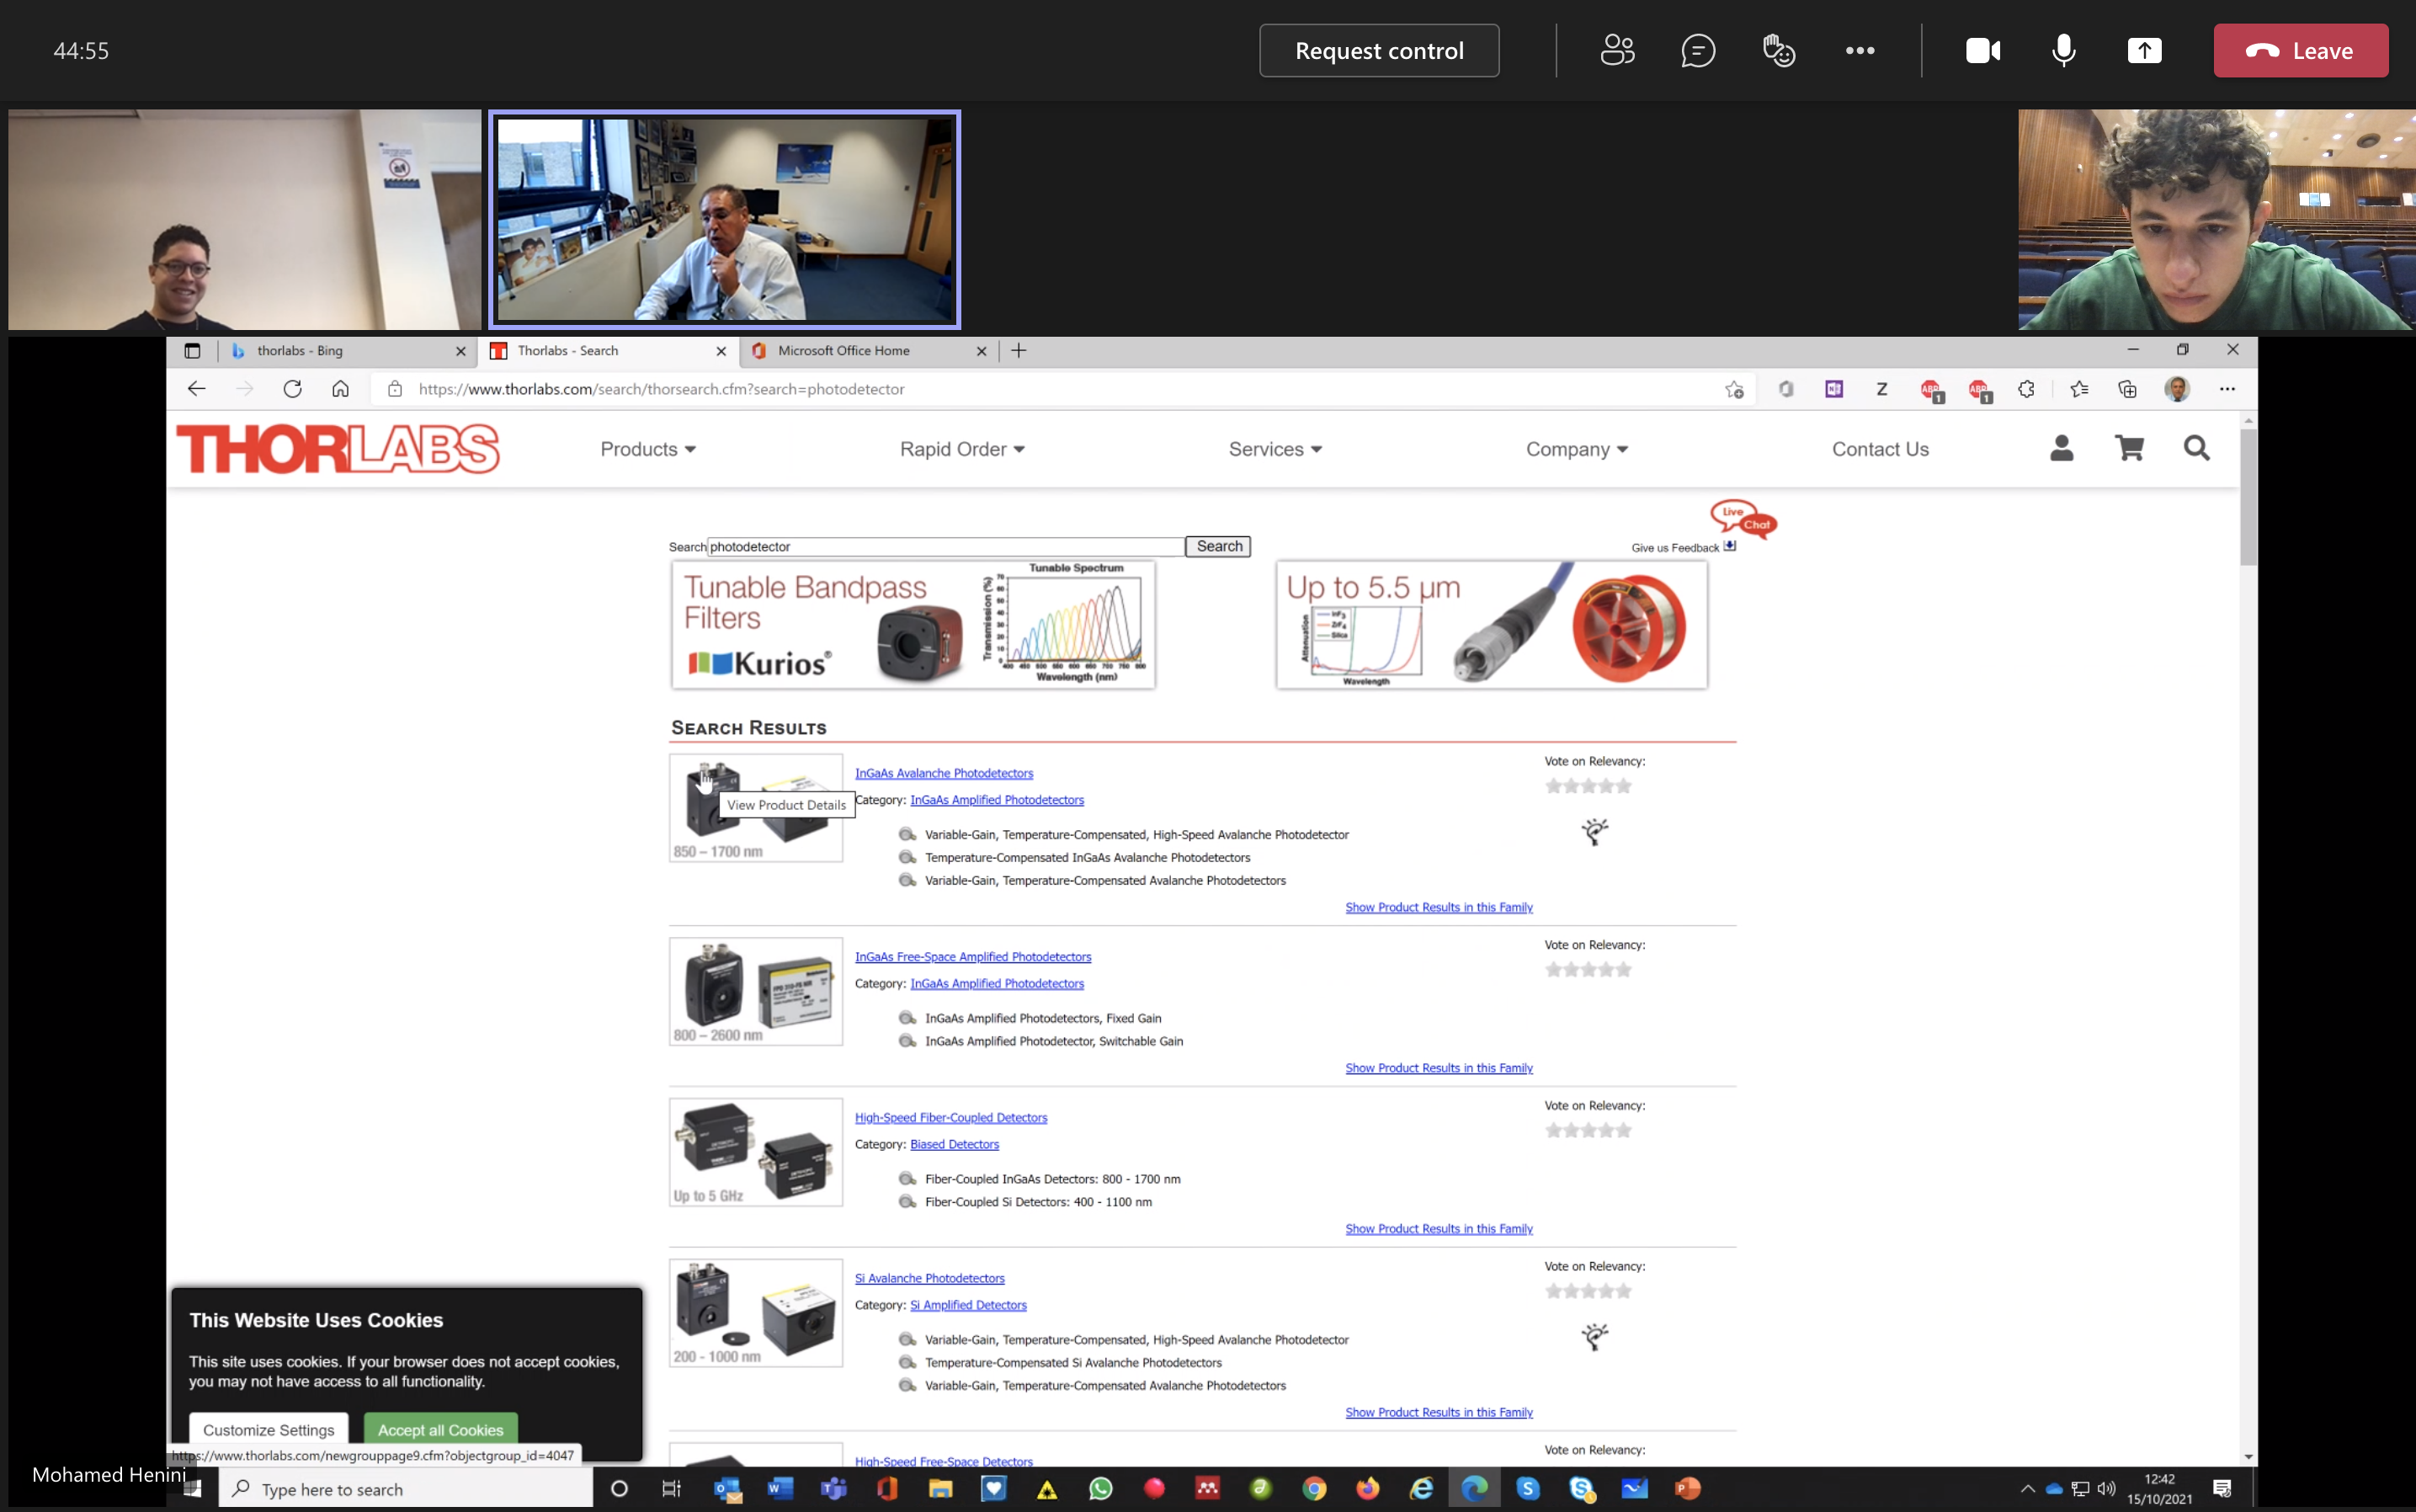 44:55
Request control
Leave
thorlabs - Bing
Thorlabs - Search
Microsoft Office Home
https://www.thorlabs.com/search/thorsearch.cfm?search=photodetector
THORLABS
Products
Rapid Order
Services
Company
Contact Us
Live Chat
Search photodetector Search
Give us Feedback
Tunable Bandpass
Filters
Kurios®
Tunable Spectrum
Transmission (%)
Wavelength (nm)
Up to 5.5 µm
Attenuation
InF3
ZrF4
Silica
Wavelength
SEARCH RESULTS
850 – 1700 nm
View Product Details
InGaAs Avalanche Photodetectors
Category: InGaAs Amplified Photodetectors
Variable-Gain, Temperature-Compensated, High-Speed Avalanche Photodetector
Temperature-Compensated InGaAs Avalanche Photodetectors
Variable-Gain, Temperature-Compensated Avalanche Photodetectors
Show Product Results in this Family
Vote on Relevancy:
800 – 2600 nm
InGaAs Free-Space Amplified Photodetectors
Category: InGaAs Amplified Photodetectors
InGaAs Amplified Photodetectors, Fixed Gain
InGaAs Amplified Photodetector, Switchable Gain
Show Product Results in this Family
Vote on Relevancy:
Up to 5 GHz
High-Speed Fiber-Coupled Detectors
Category: Biased Detectors
Fiber-Coupled InGaAs Detectors: 800 - 1700 nm
Fiber-Coupled Si Detectors: 400 - 1100 nm
Show Product Results in this Family
Vote on Relevancy:
200 - 1000 nm
Si Avalanche Photodetectors
Category: Si Amplified Detectors
Variable-Gain, Temperature-Compensated, High-Speed Avalanche Photodetector
Temperature-Compensated Si Avalanche Photodetectors
Variable-Gain, Temperature-Compensated Avalanche Photodetectors
Show Product Results in this Family
Vote on Relevancy:
High-Speed Free-Space Detectors
Vote on Relevancy:
This Website Uses Cookies
This site uses cookies. If your browser does not accept cookies,
you may not have access to all functionality.
Customize Settings
Accept all Cookies
https://www.thorlabs.com/newgrouppage9.cfm?objectgroup_id=4047
Mohamed Henini
Type here to search
12:42
15/10/2021